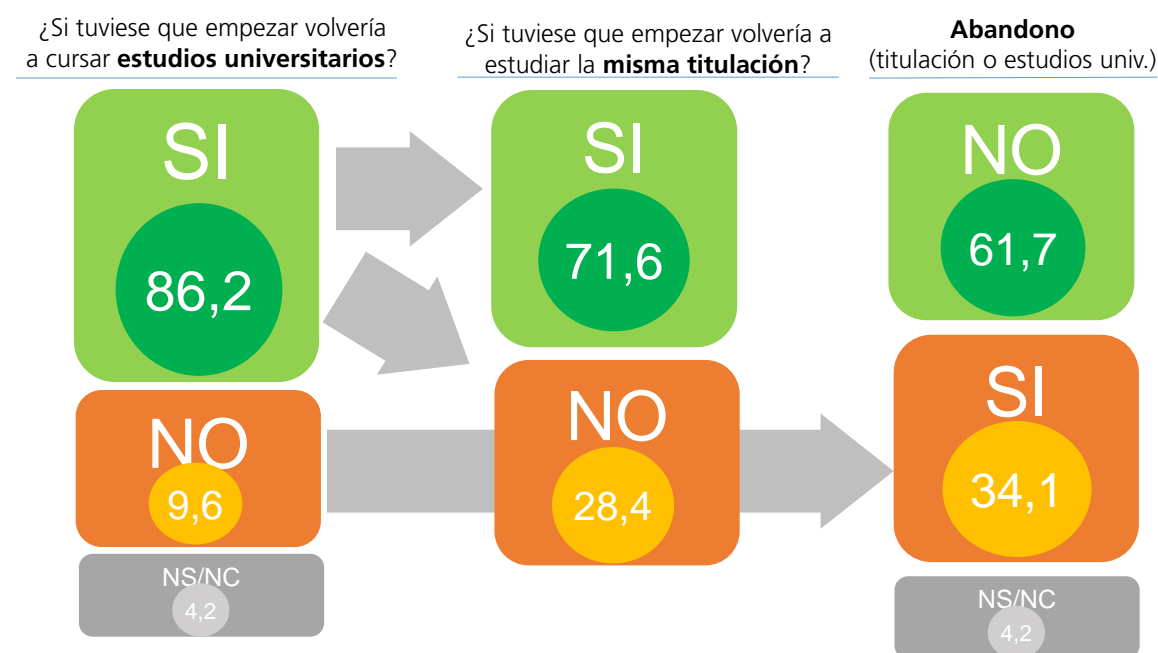 ¿Si tuviese que empezar volvería
a cursar estudios universitarios?
SI
86,2
NO
9,6
NS/NC
4,2
¿Si tuviese que empezar volvería a
estudiar la misma titulación?
SI
71,6
NO
28,4
Abandono
(titulación o estudios univ.)
NO
61,7
SI
34,1
NS/NC
4,2